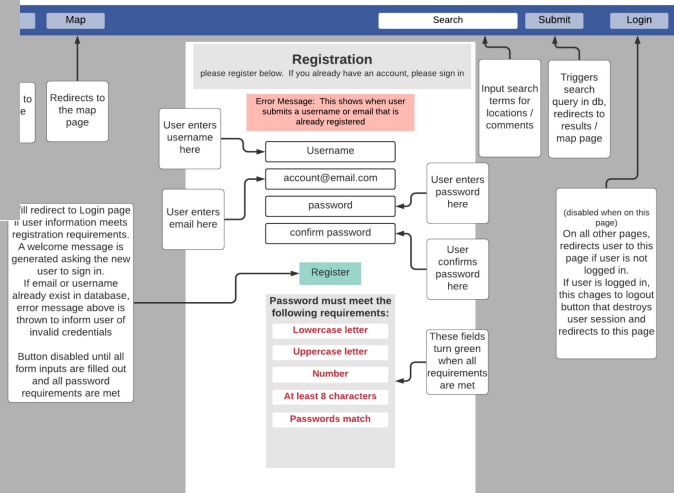 Map
Search
Submit
Login
Registration
please register below. If you already have an account, please sign in
Error Message: This shows when user
submits a username or email that is
already registered
Username
account@email.com
password
confirm password
Register
Password must meet the
following requirements:
Lowercase letter
Uppercase letter
Number
At least 8 characters
Passwords match
to
Redirects to
the map
page
User enters
username
here
User enters
email here
ill redirect to Login page
if user information meets
registration requirements.
A welcome message is
generated asking the new
user to sign in.
If email or username
already exist in database,
error message above is
thrown to inform user of
invalid credentials
Button disabled until all
form inputs are filled out
and all password
requirements are met
Input search
terms for
locations /
comments
Triggers
search
query in db,
redirects to
results /
map page
User enters
password
here
User
confirms
password
here
These fields
turn green
when all
requirements
are met
(disabled when on this
page)
On all other pages,
redirects user to this
page if user is not
logged in.
If user is logged in,
this chages to logout
button that destroys
user session and
redirects to this page